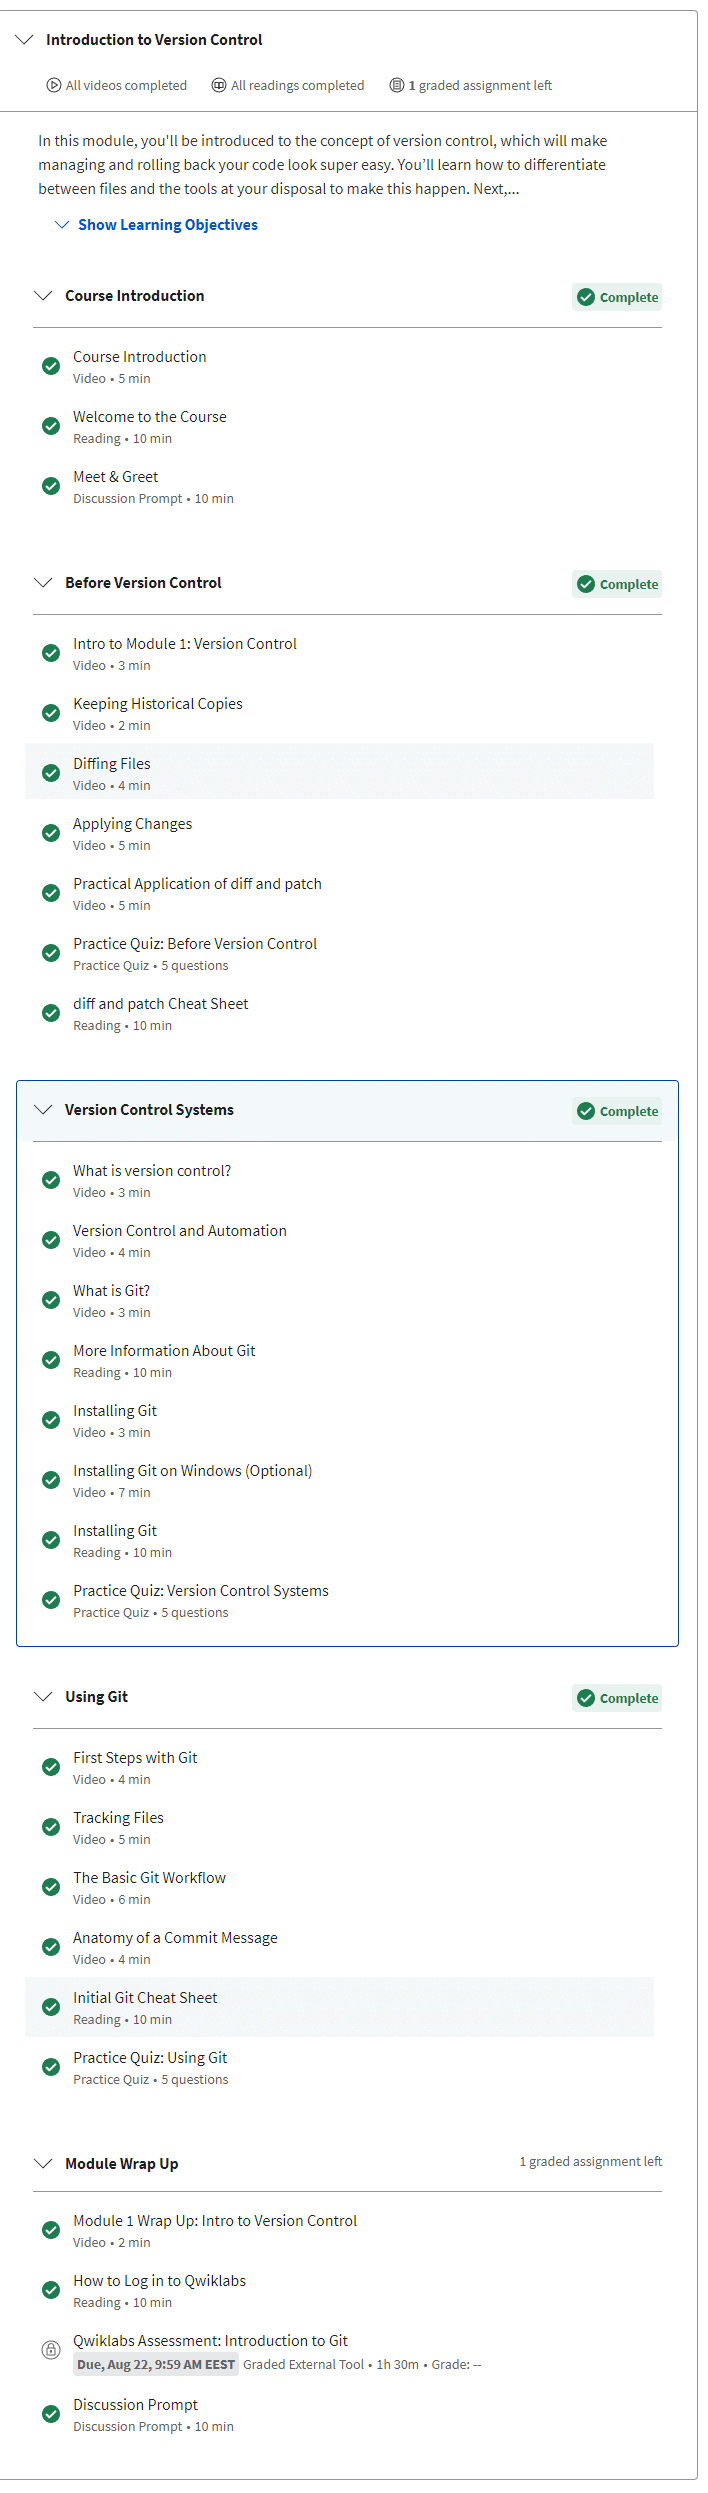 Introduction to Version Control
All videos completed All readings completed 1 graded assignment left
In this module, you'll be introduced to the concept of version control, which will make
managing and rolling back your code look super easy. You’ll learn how to differentiate
between files and the tools at your disposal to make this happen. Next,...
Show Learning Objectives
Course Introduction Complete
Course Introduction
Video • 5 min
Welcome to the Course
Reading • 10 min
Meet & Greet
Discussion Prompt • 10 min
Before Version Control Complete
Intro to Module 1: Version Control
Video • 3 min
Keeping Historical Copies
Video • 2 min
Diffing Files
Video • 4 min
Applying Changes
Video • 5 min
Practical Application of diff and patch
Video • 5 min
Practice Quiz: Before Version Control
Practice Quiz • 5 questions
diff and patch Cheat Sheet
Reading • 10 min
Version Control Systems Complete
What is version control?
Video • 3 min
Version Control and Automation
Video • 4 min
What is Git?
Video • 3 min
More Information About Git
Reading • 10 min
Installing Git
Video • 3 min
Installing Git on Windows (Optional)
Video • 7 min
Installing Git
Reading • 10 min
Practice Quiz: Version Control Systems
Practice Quiz • 5 questions
Using Git Complete
First Steps with Git
Video • 4 min
Tracking Files
Video • 5 min
The Basic Git Workflow
Video • 6 min
Anatomy of a Commit Message
Video • 4 min
Initial Git Cheat Sheet
Reading • 10 min
Practice Quiz: Using Git
Practice Quiz • 5 questions
Module Wrap Up 1 graded assignment left
Module 1 Wrap Up: Intro to Version Control
Video • 2 min
How to Log in to Qwiklabs
Reading • 10 min
Qwiklabs Assessment: Introduction to Git
Due, Aug 22, 9:59 AM EEST Graded External Tool • 1h 30m • Grade: --
Discussion Prompt
Discussion Prompt • 10 min